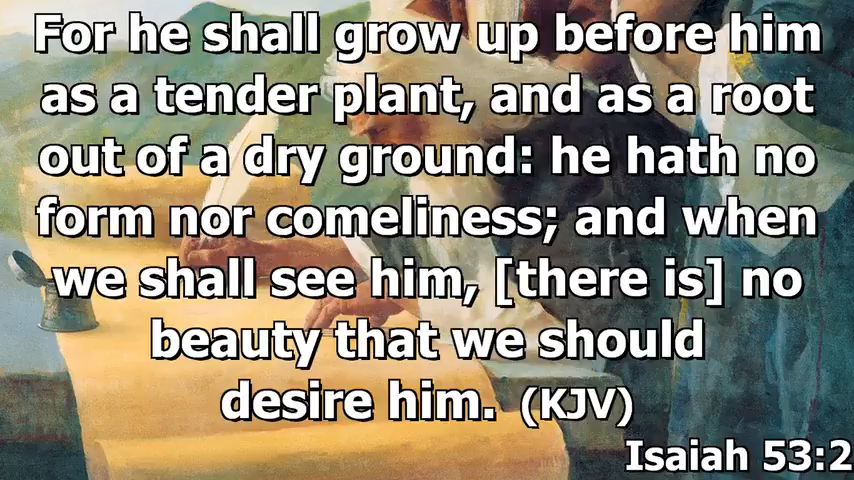 For he shall grow up before him
as a tender plant, and as a root
out of a dry ground: he hath no
form nor comeliness; and when
we shall see him, [there is] no
beauty that we should
desire him. (KJV)
Isaiah 53:2